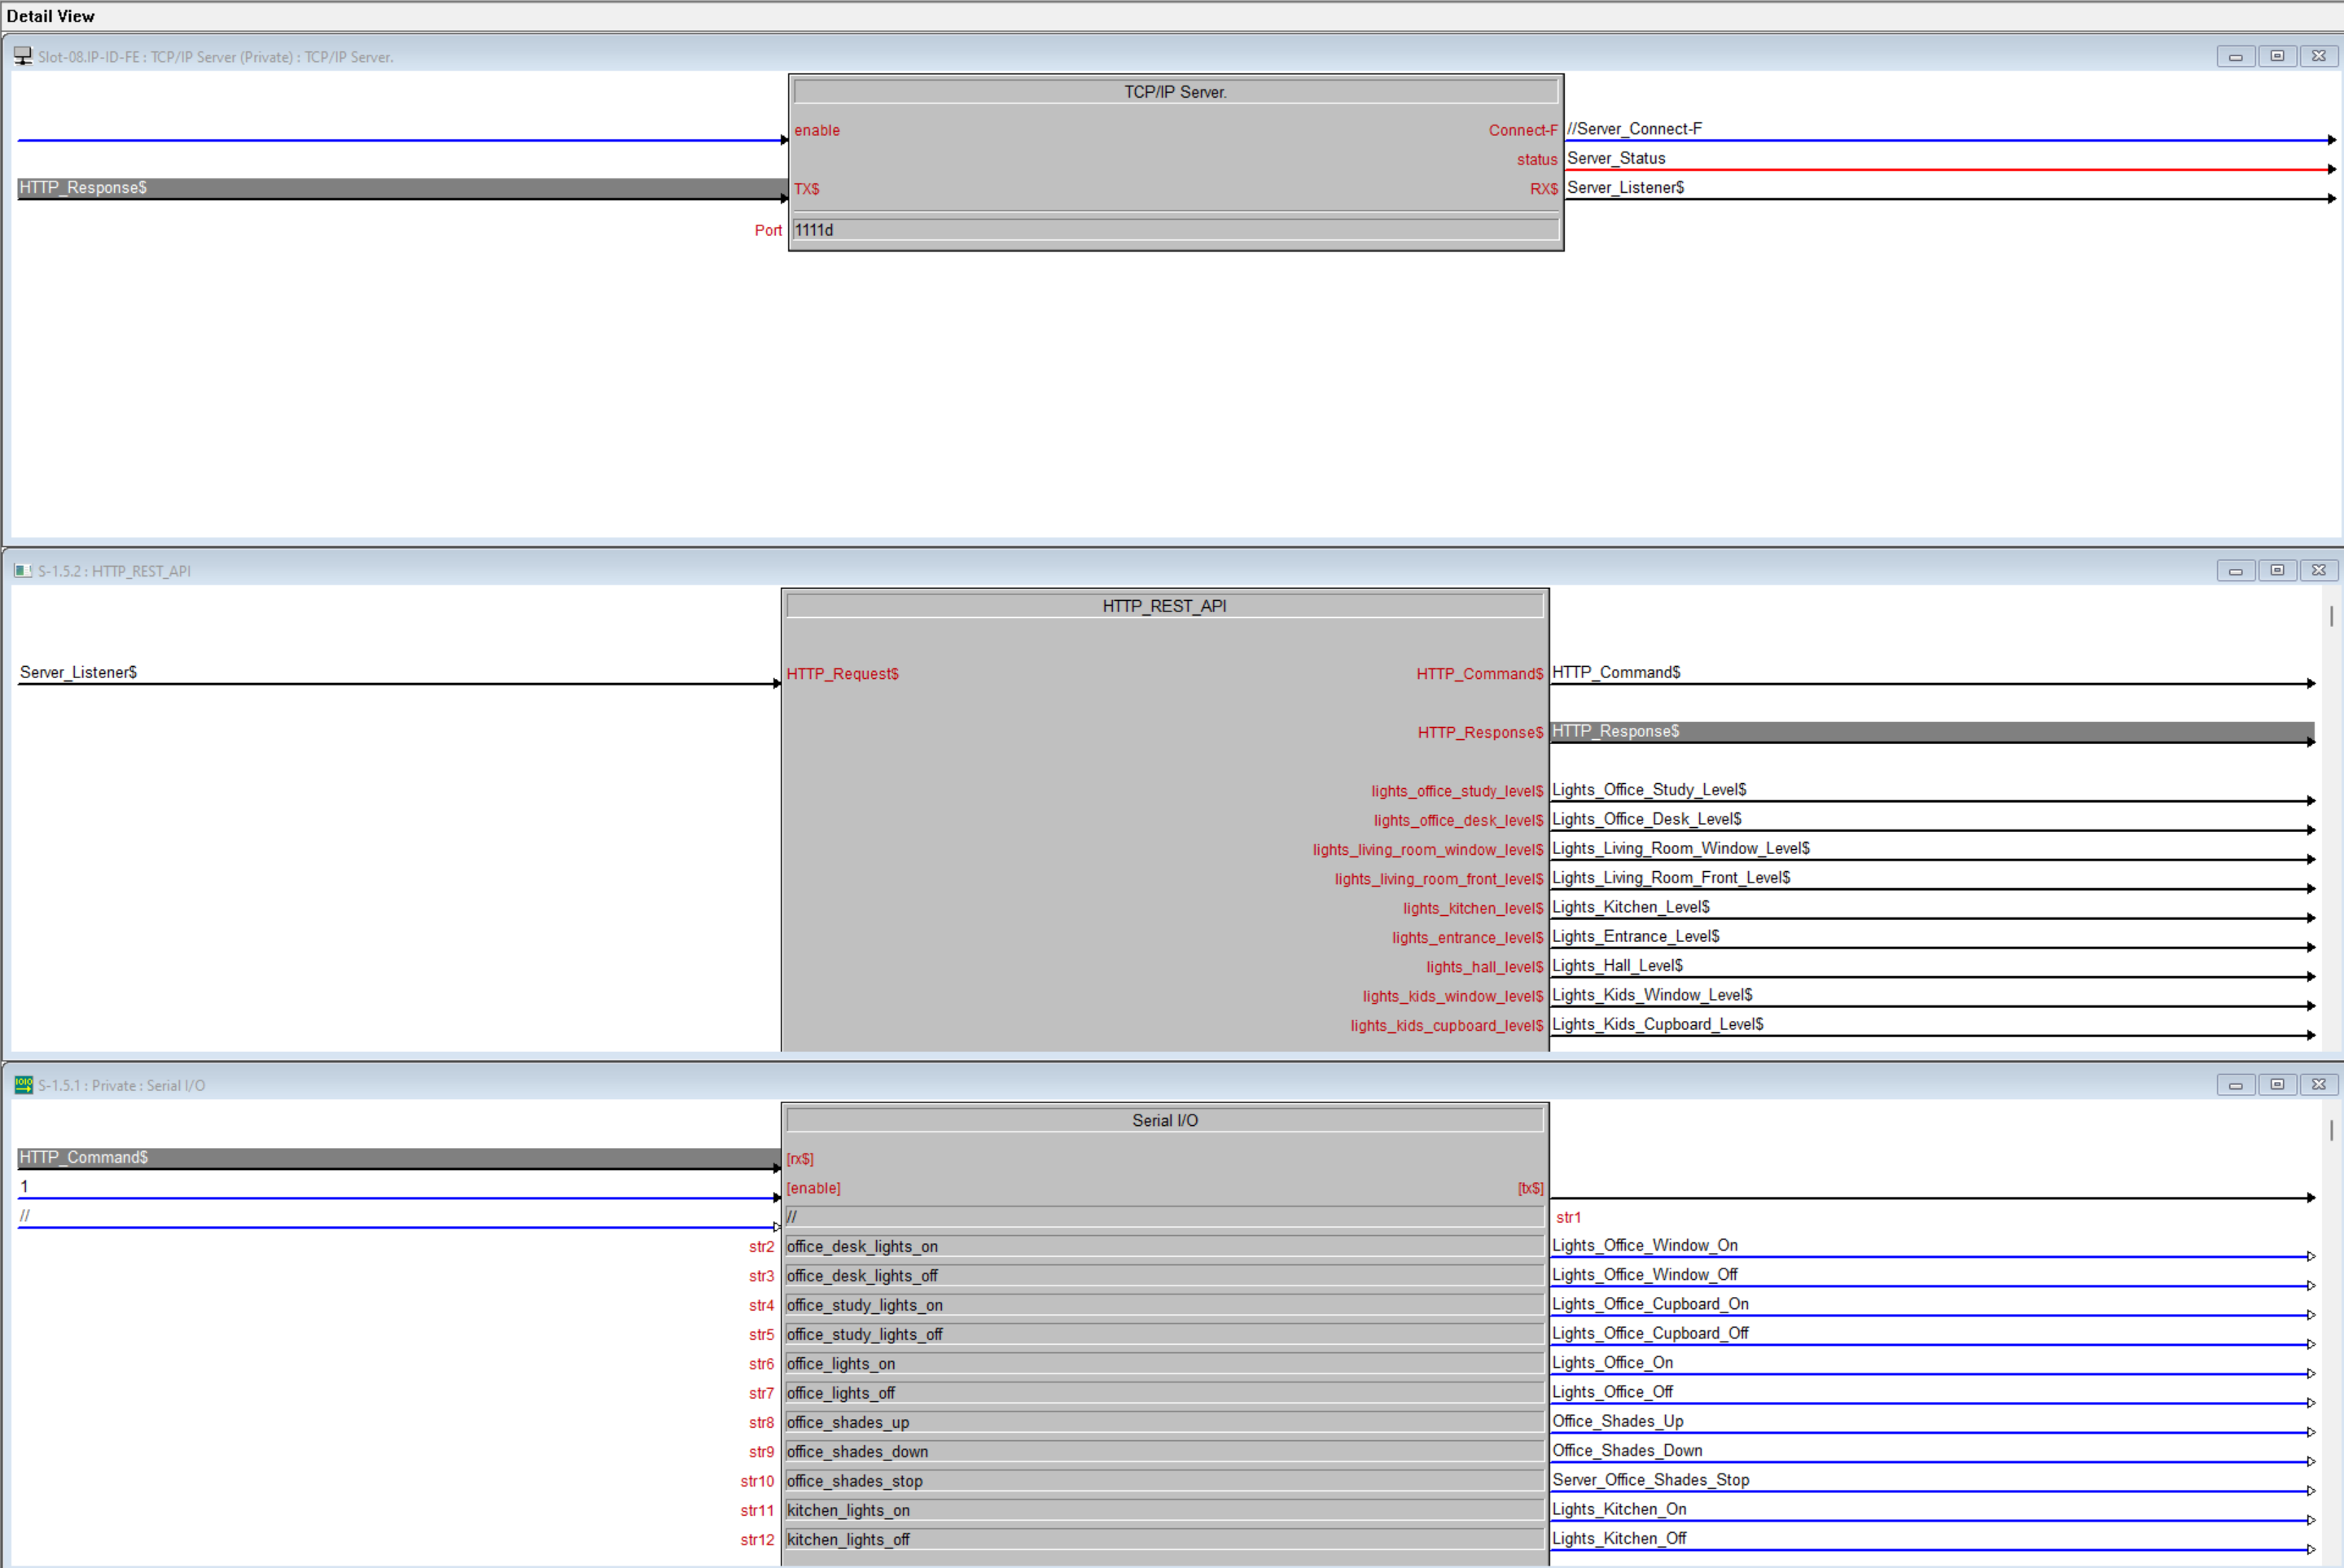 Detail View
Slot-08.IP-ID-FE : TCP/IP Server (Private) : TCP/IP Server.
TCP/IP Server.
enable Connect-F //Server_Connect-F
status Server_Status
HTTP_Response$ TX$ RX$ Server_Listener$
Port 1111d
S-1.5.2 : HTTP_REST_API
HTTP_REST_API
Server_Listener$ HTTP_Request$ HTTP_Command$ HTTP_Command$
HTTP_Response$ HTTP_Response$
lights_office_study_level$ Lights_Office_Study_Level$
lights_office_desk_level$ Lights_Office_Desk_Level$
lights_living_room_window_level$ Lights_Living_Room_Window_Level$
lights_living_room_front_level$ Lights_Living_Room_Front_Level$
lights_kitchen_level$ Lights_Kitchen_Level$
lights_entrance_level$ Lights_Entrance_Level$
lights_hall_level$ Lights_Hall_Level$
lights_kids_window_level$ Lights_Kids_Window_Level$
lights_kids_cupboard_level$ Lights_Kids_Cupboard_Level$
S-1.5.1 : Private : Serial I/O
Serial I/O
HTTP_Command$ [rx$]
1 [enable] [tx$]
// // str1
str2 office_desk_lights_on Lights_Office_Window_On
str3 office_desk_lights_off Lights_Office_Window_Off
str4 office_study_lights_on Lights_Office_Cupboard_On
str5 office_study_lights_off Lights_Office_Cupboard_Off
str6 office_lights_on Lights_Office_On
str7 office_lights_off Lights_Office_Off
str8 office_shades_up Office_Shades_Up
str9 office_shades_down Office_Shades_Down
str10 office_shades_stop Server_Office_Shades_Stop
str11 kitchen_lights_on Lights_Kitchen_On
str12 kitchen_lights_off Lights_Kitchen_Off